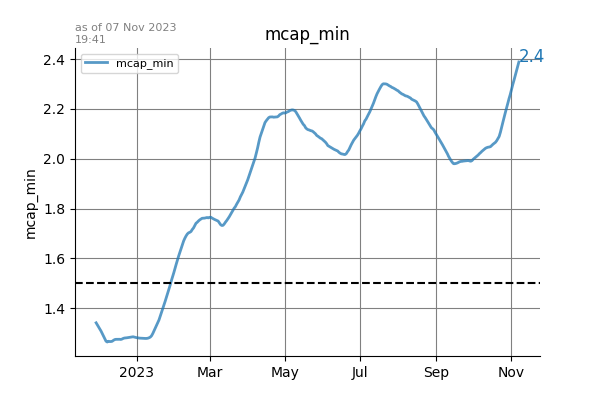 as of 07 Nov 2023
19:41
mcap_min
2.4
mcap_min
2.4
2.2
2.0
1.8
1.6
1.4
mcap_min
2023
Mar
May
Jul
Sep
Nov